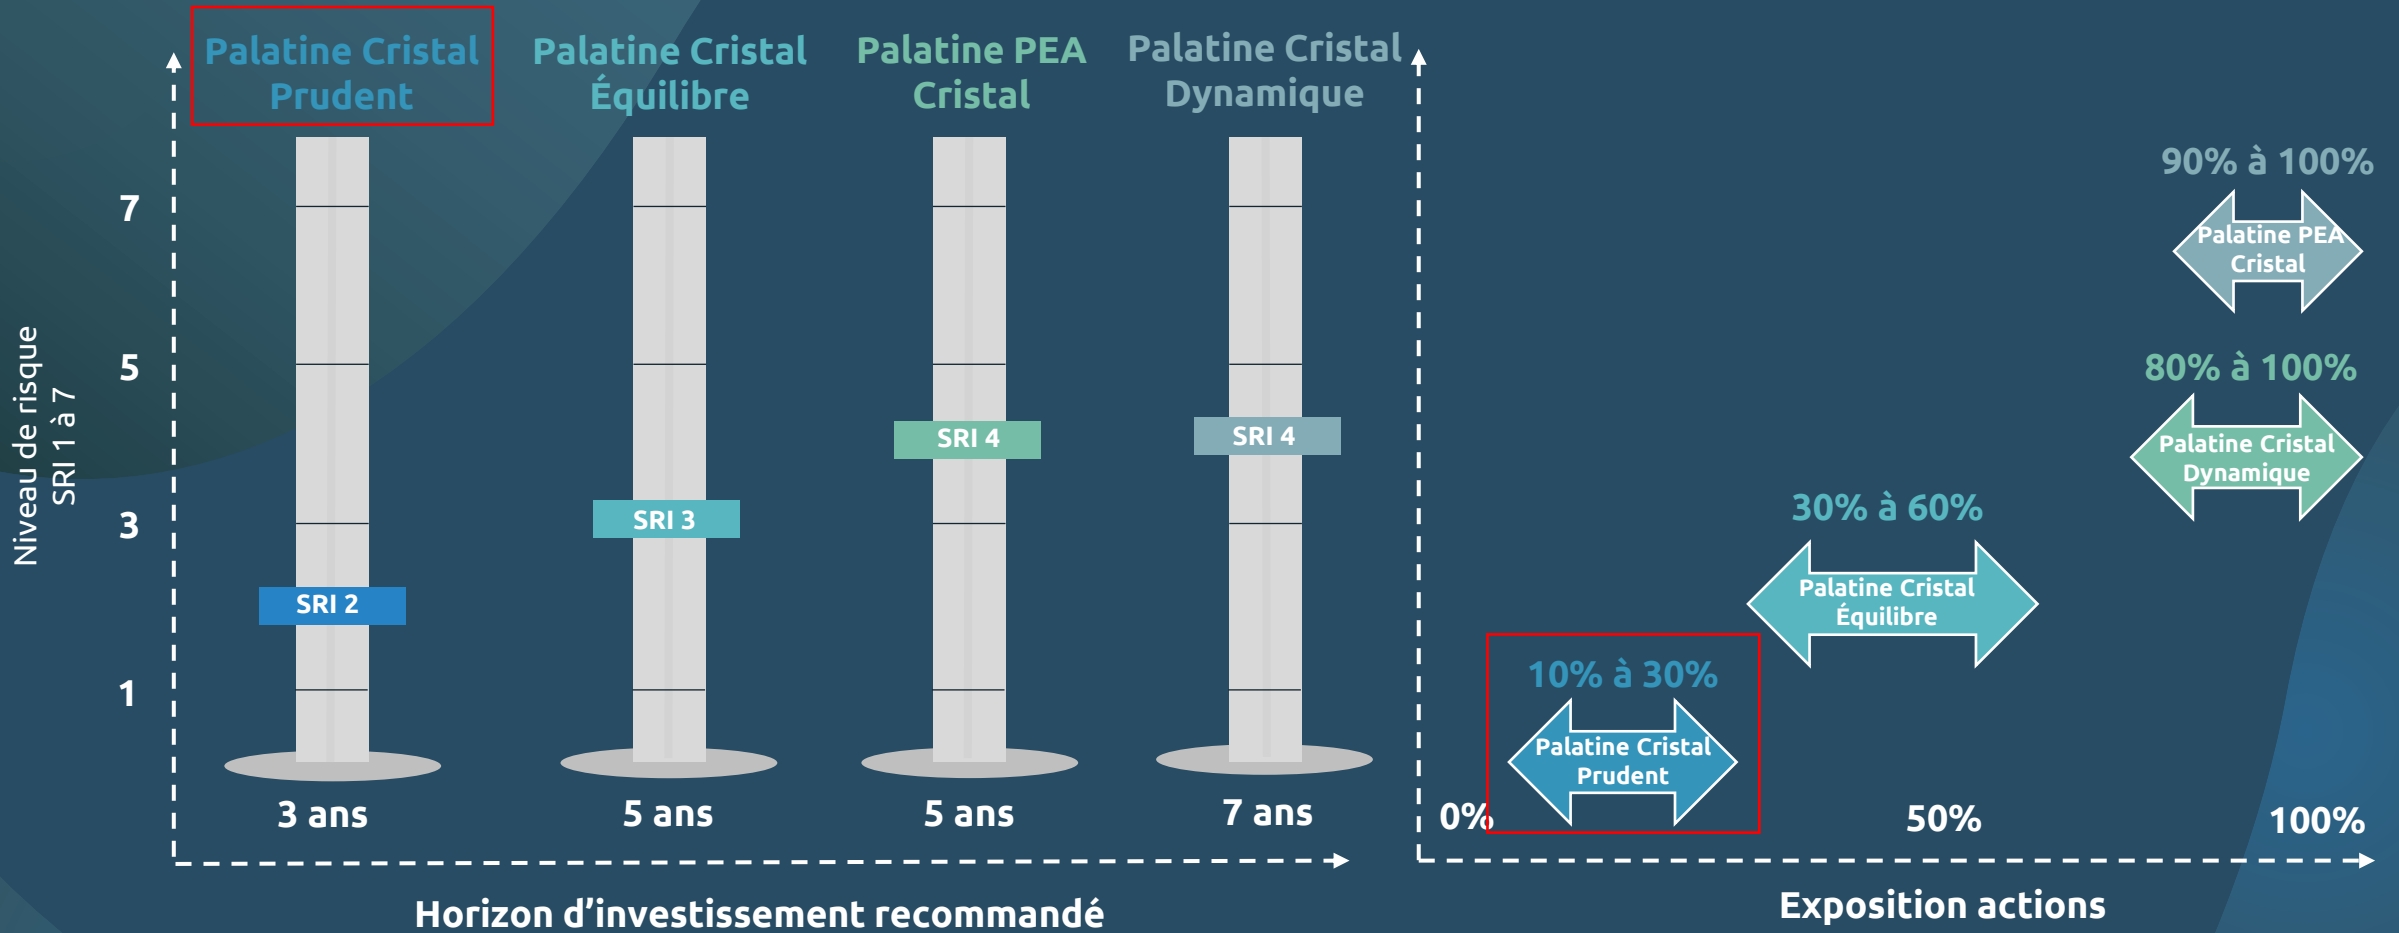 Palatine Cristal
Prudent
Palatine Cristal
Équilibre
Palatine PEA
Cristal
Palatine Cristal
Dynamique
Niveau de risque
SRI 1 à 7
7
5
3
1
SRI 2
SRI 3
SRI 4
SRI 4
3 ans
5 ans
5 ans
7 ans
Horizon d’investissement recommandé
90% à 100%
Palatine PEA
Cristal
80% à 100%
Palatine Cristal
Dynamique
30% à 60%
Palatine Cristal
Équilibre
10% à 30%
Palatine Cristal
Prudent
0%
50%
100%
Exposition actions